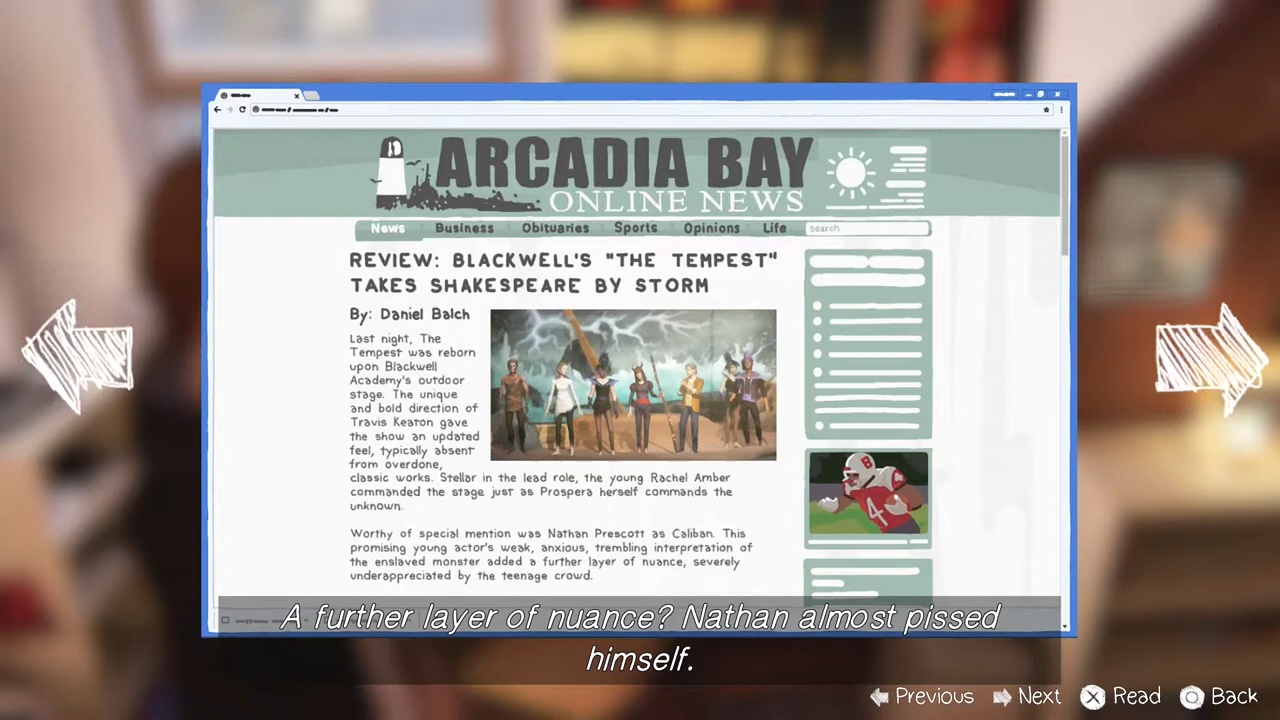 ARCADIA BAY
ONLINE NEWS
News Business Obituaries Sports Opinions Life Search
REVIEW: BLACKWELL'S "THE TEMPEST"
TAKES SHAKESPEARE BY STORM
By: Daniel Balch
Last night, The
Tempest was reborn
upon Blackwell
Academy's outdoor
stage. The unique
and bold direction of
Travis Keaton gave
the show an updated
feel, typically absent
from overdone,
classic works. Stellar in the lead role, the young Rachel Amber
commanded the stage just as Prospera herself commands the
unknown.
Worthy of special mention was Nathan Prescott as Caliban. This
promising young actor's weak, anxious, trembling interpretation of
the enslaved monster added a further layer of nuance, severely
underappreciated by the teenage crowd.
B
4
A further layer of nuance? Nathan almost pissed
himself.
Previous Next X Read O Back